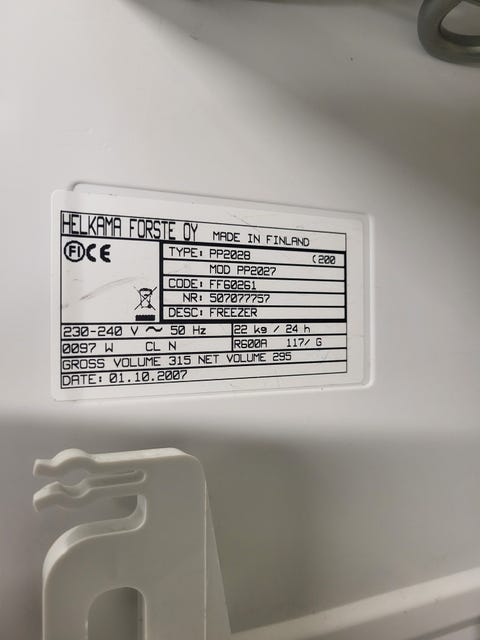 HELKAMA FORSTE OY MADE IN FINLAND
FI CE
TYPE: PP2028 (200
MOD PP2027
CODE: FF60261
NR: 507077757
DESC: FREEZER
230-240 V ~ 50 Hz 22 kg / 24 h
0097 W CL N R600A 117/ G
GROSS VOLUME 315 NET VOLUME 295
DATE: 01.10.2007